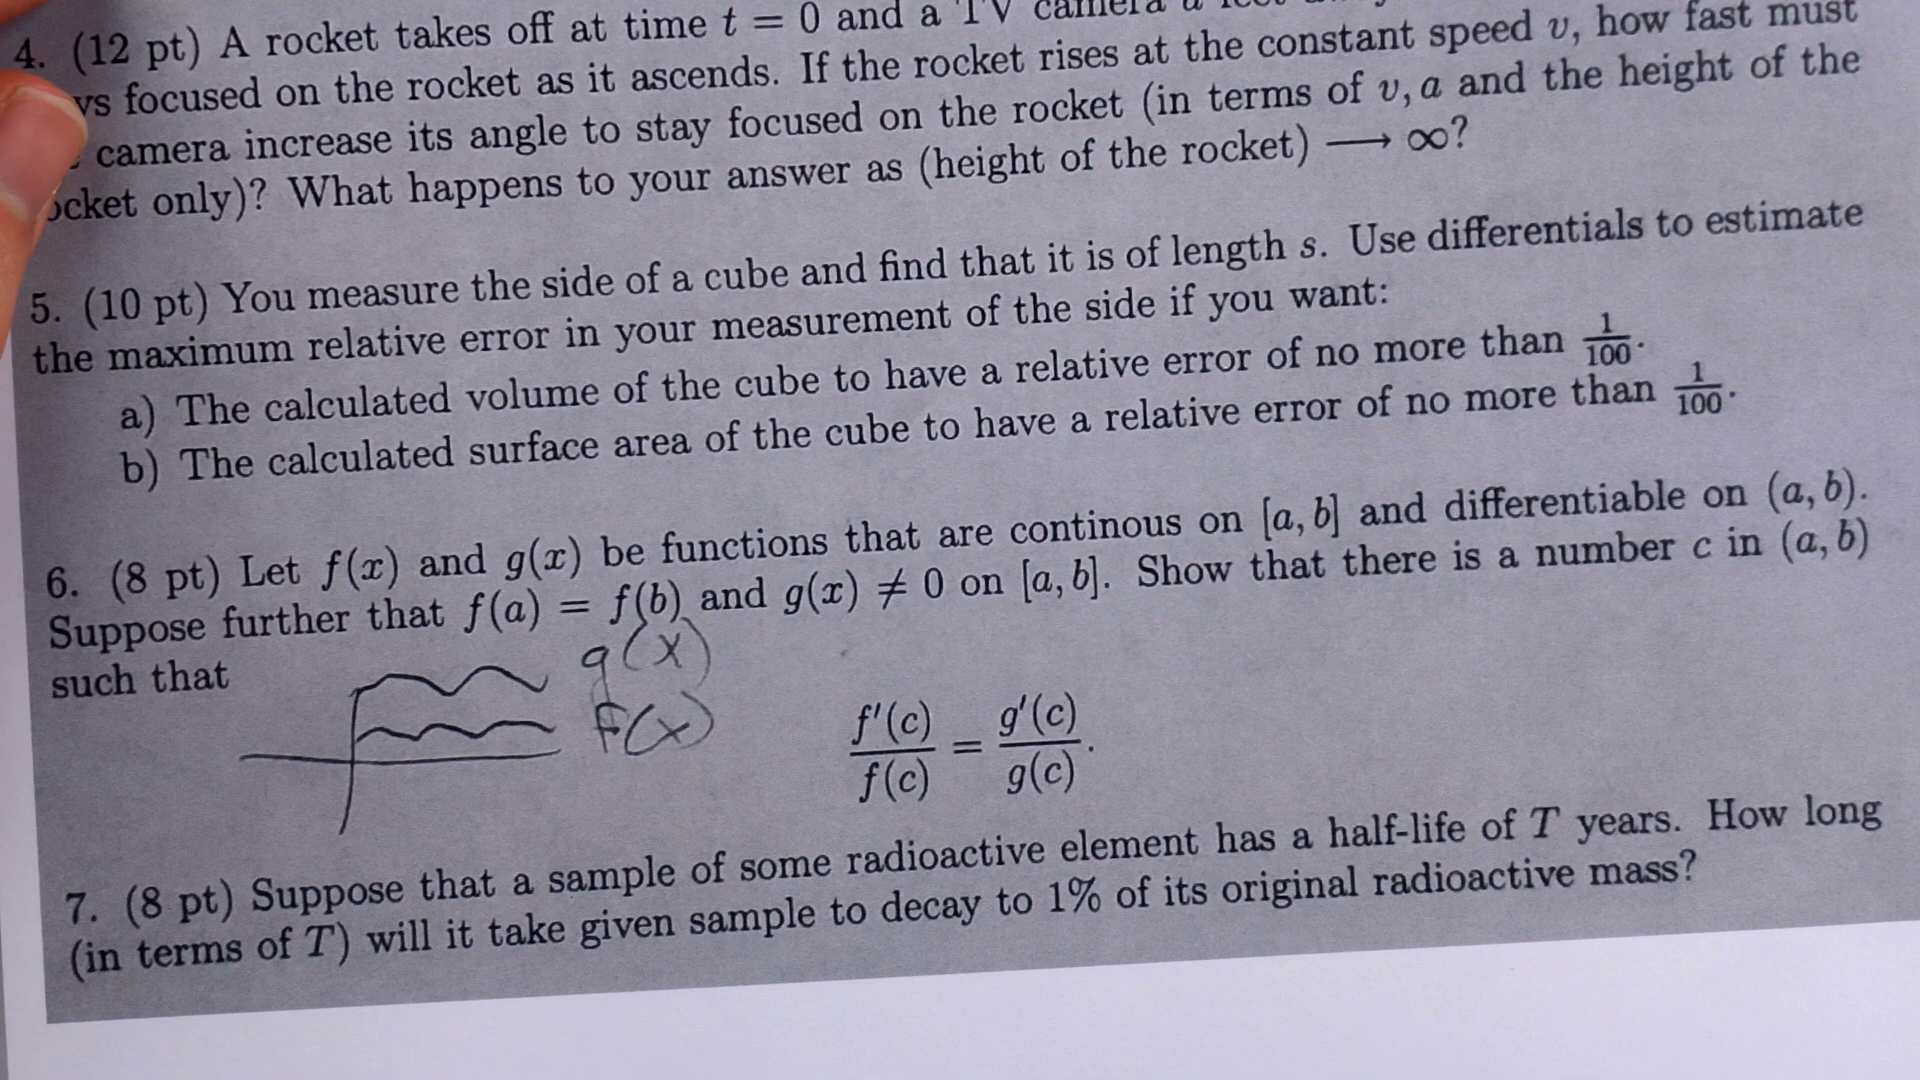 4. (12 pt) A rocket takes off at time t = 0 and a TV camera a
ys focused on the rocket as it ascends. If the rocket rises at the constant speed v, how fast must
camera increase its angle to stay focused on the rocket (in terms of v, a and the height of the
ocket only)? What happens to your answer as (height of the rocket) ⟶ ∞?
5. (10 pt) You measure the side of a cube and find that it is of length s. Use differentials to estimate
the maximum relative error in your measurement of the side if you want:
a) The calculated volume of the cube to have a relative error of no more than 1/100.
b) The calculated surface area of the cube to have a relative error of no more than 1/100.
6. (8 pt) Let f(x) and g(x) be functions that are continous on [a, b] and differentiable on (a, b).
Suppose further that f(a) = f(b) and g(x) ≠ 0 on [a, b]. Show that there is a number c in (a, b)
such that
g(x)
F(x)
f'(c)/f(c) = g'(c)/g(c).
7. (8 pt) Suppose that a sample of some radioactive element has a half-life of T years. How long
(in terms of T) will it take given sample to decay to 1% of its original radioactive mass?